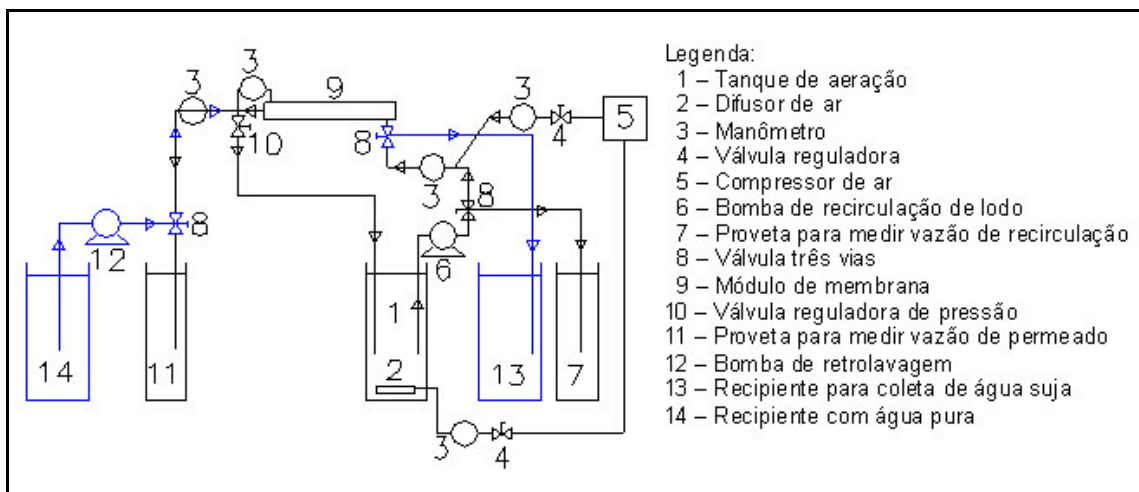 3
3
9
3
5
4
10
8
3
8
8
12
6
1
14
11
2
13
7
3
4
Legenda:
1 – Tanque de aeração
2 – Difusor de ar
3 – Manômetro
4 – Válvula reguladora
5 – Compressor de ar
6 – Bomba de recirculação de lodo
7 – Proveta para medir vazão de recirculação
8 – Válvula três vias
9 – Módulo de membrana
10 – Válvula reguladora de pressão
11 – Proveta para medir vazão de permeado
12 – Bomba de retrolavagem
13 – Recipiente para coleta de água suja
14 – Recipiente com água pura